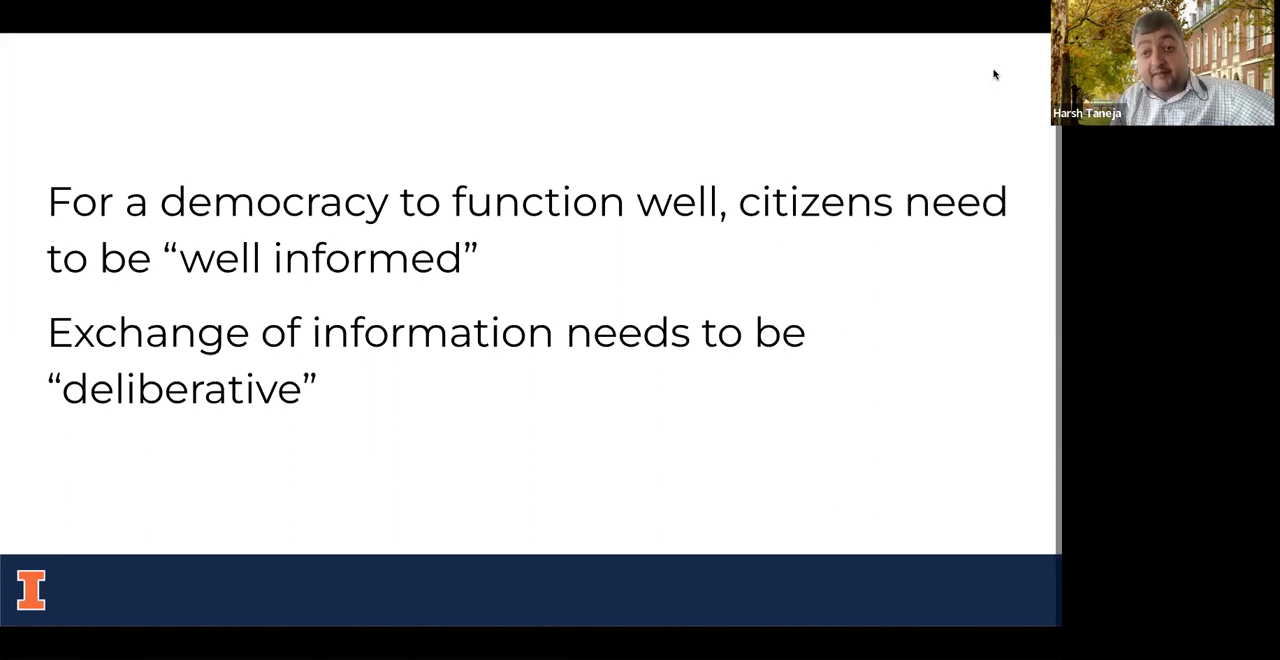 Harsh Taneja
For a democracy to function well, citizens need
to be “well informed”
Exchange of information needs to be
“deliberative”
I